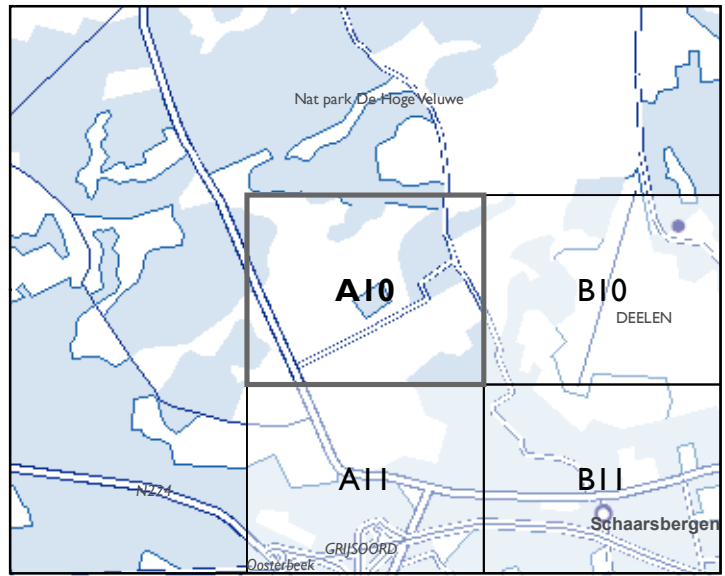 Nat park De Hoge Veluwe
A10
B10
DEELEN
A11
B11
N224
Schaarsbergen
GRIJSOORD
Oosterbeek